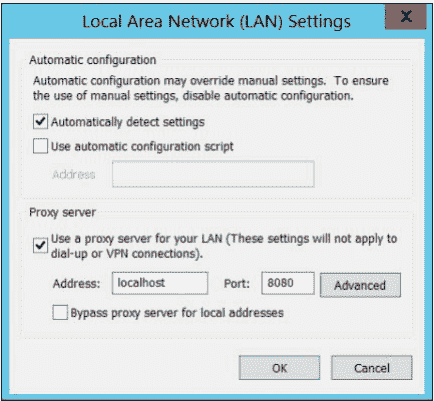 Local Area Network (LAN) Settings
X
Automatic configuration
Automatic configuration may override manual settings. To ensure
the use of manual settings, disable automatic configuration.
Automatically detect settings
Use automatic configuration script
Address
Proxy server
Use a proxy server for your LAN (These settings will not apply to
dial-up or VPN connections).
Address: localhost Port: 8080 Advanced
Bypass proxy server for local addresses
OK Cancel